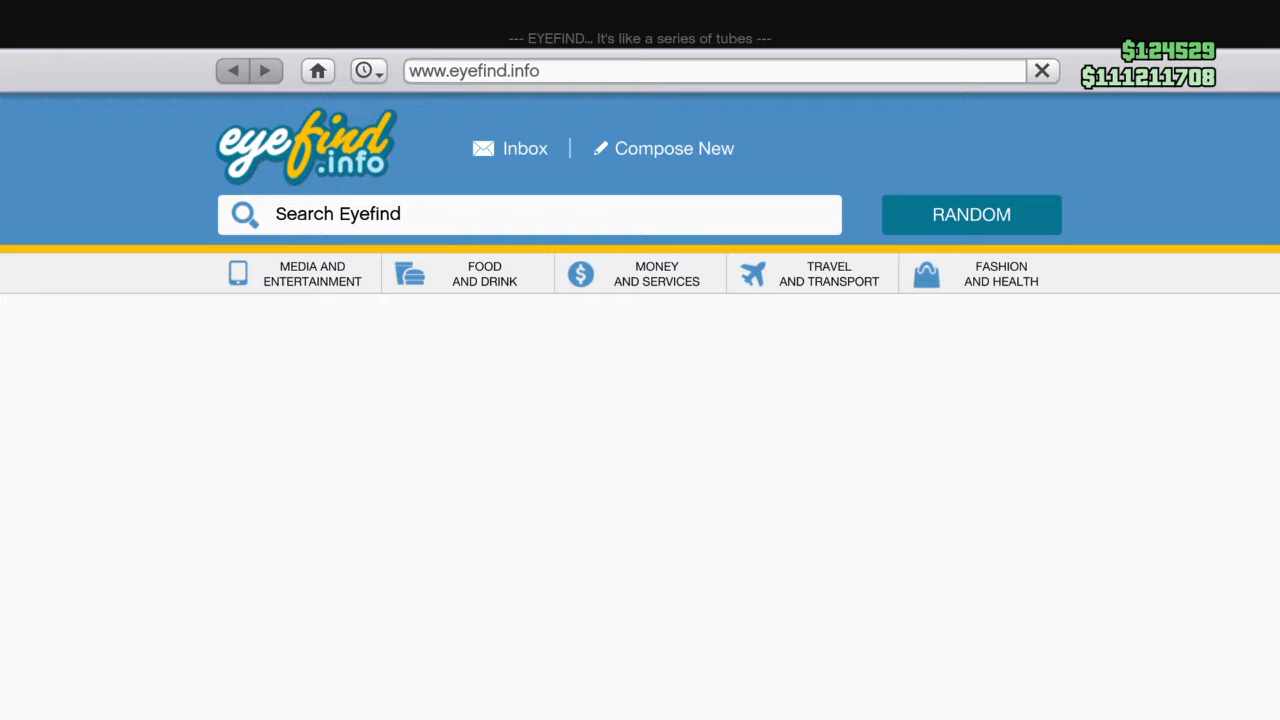 --- EYEFIND... It's like a series of tubes ---
$124529
www.eyefind.info
$111211708
eyefind
.info
Inbox
Compose New
Search Eyefind
RANDOM
MEDIA AND
ENTERTAINMENT
FOOD
AND DRINK
MONEY
AND SERVICES
TRAVEL
AND TRANSPORT
FASHION
AND HEALTH